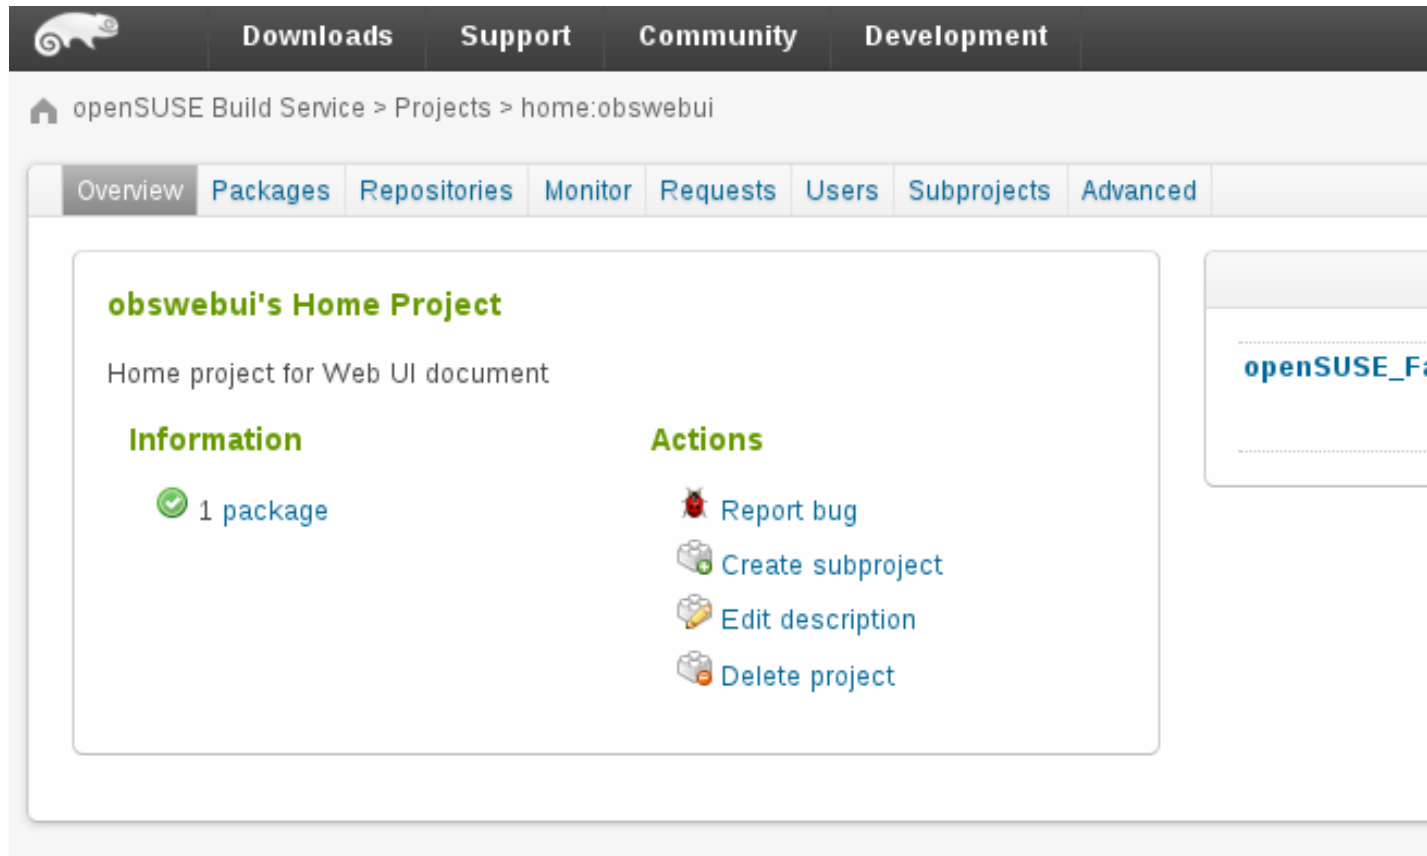 Downloads Support Community Development
openSUSE Build Service > Projects > home:obswebui
Overview Packages Repositories Monitor Requests Users Subprojects Advanced
obswebui's Home Project
Home project for Web UI document
Information
1 package
Actions
Report bug
Create subproject
Edit description
Delete project
openSUSE_Fa